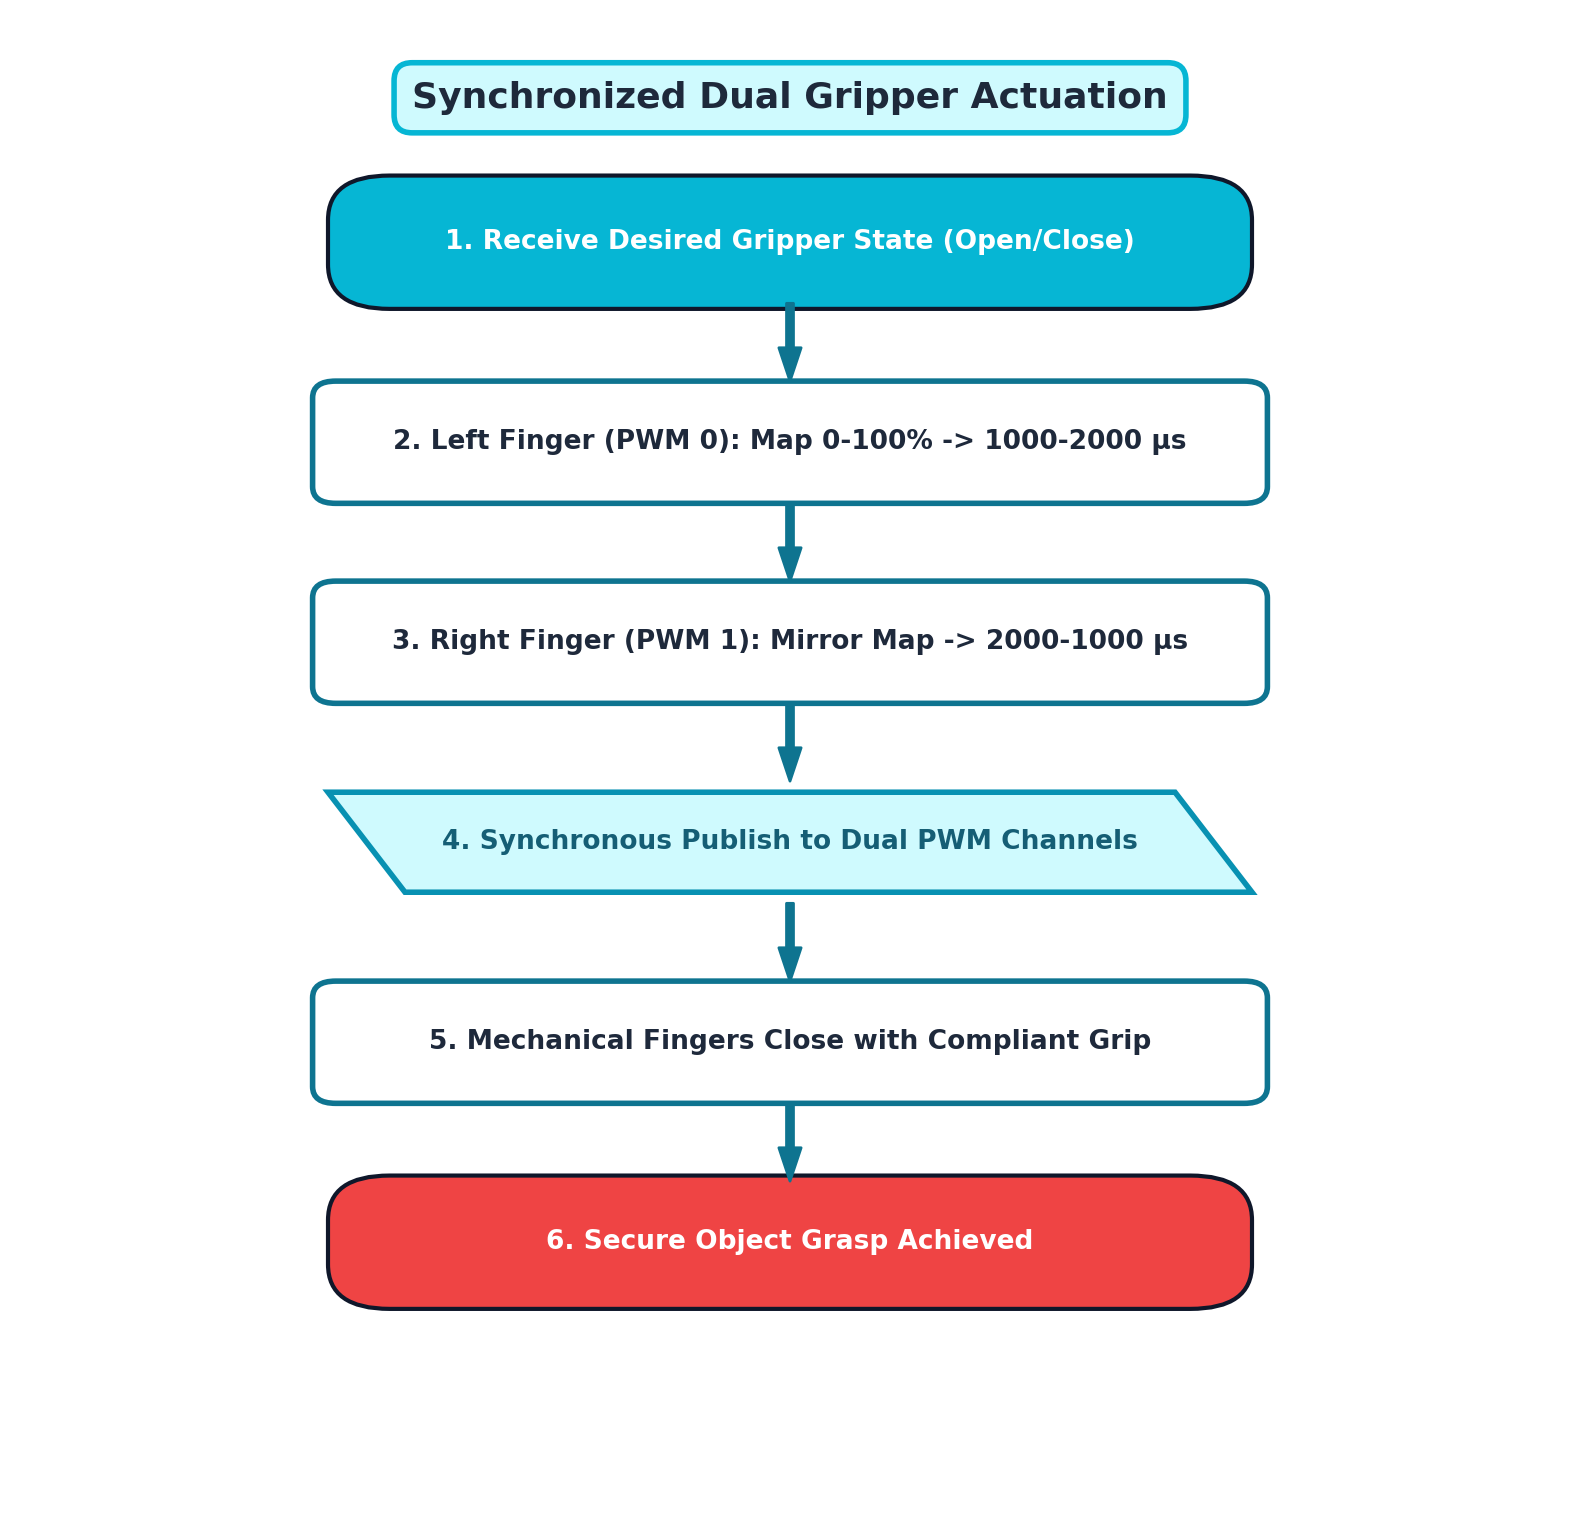 Synchronized Dual Gripper Actuation
1. Receive Desired Gripper State (Open/Close)
2. Left Finger (PWM 0): Map 0-100% -> 1000-2000 µs
3. Right Finger (PWM 1): Mirror Map -> 2000-1000 µs
4. Synchronous Publish to Dual PWM Channels
5. Mechanical Fingers Close with Compliant Grip
6. Secure Object Grasp Achieved